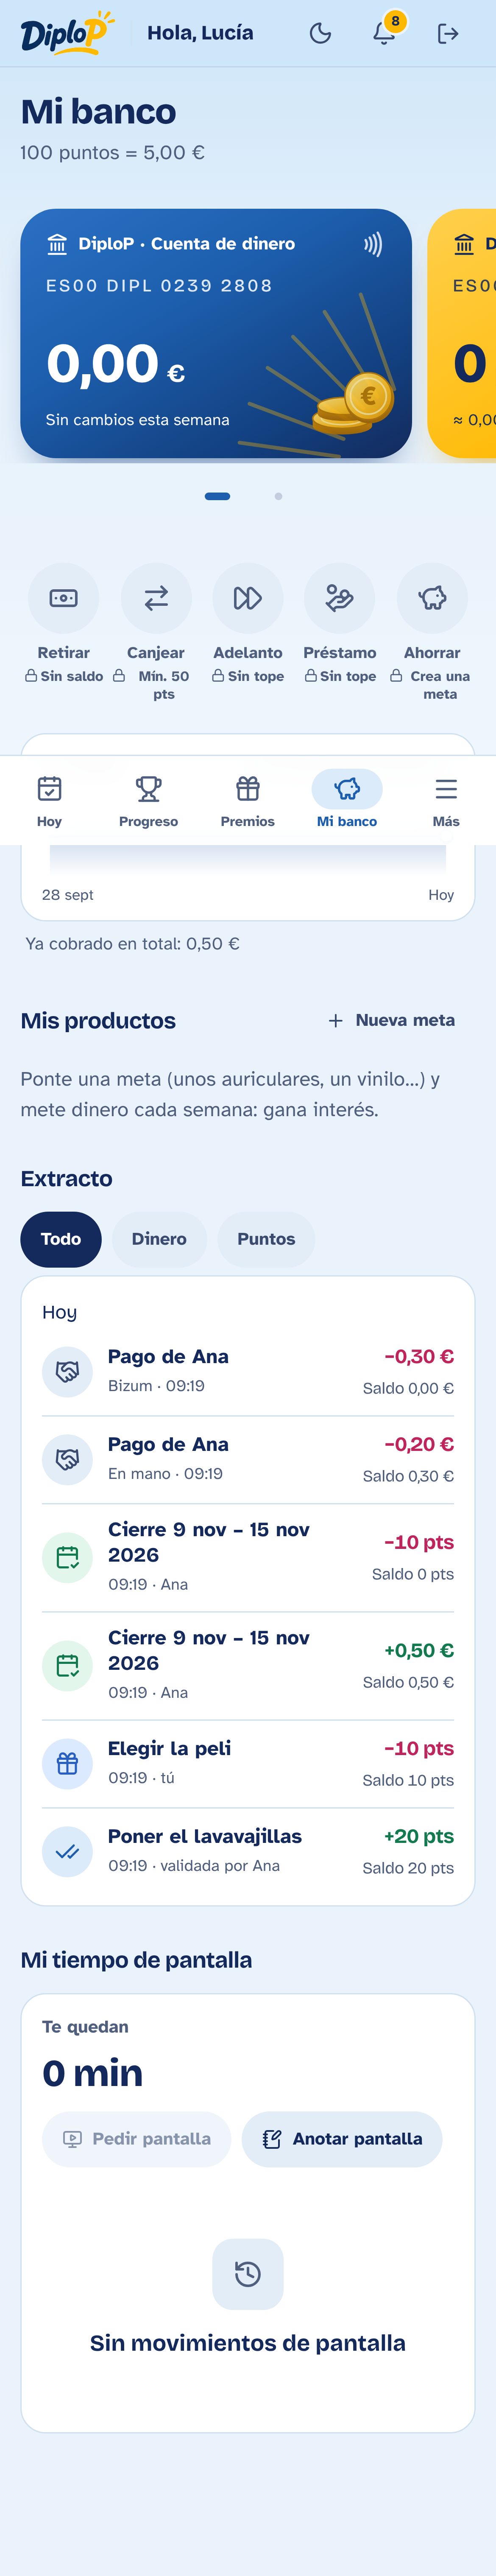 DiploP
Hola, Lucía
8
Mi banco
100 puntos = 5,00 €
DiploP · Cuenta de dinero
ES00 DIPL 0239 2808
0,00 €
Sin cambios esta semana
€
D
ES00
0
≈ 0,00
Retirar
Sin saldo
Canjear
Mín. 50
pts
Adelanto
Sin tope
Préstamo
Sin tope
Ahorrar
Crea una
meta
Hoy
Progreso
Premios
Mi banco
Más
28 sept
Hoy
Ya cobrado en total: 0,50 €
Mis productos
+ Nueva meta
Ponte una meta (unos auriculares, un vinilo...) y
mete dinero cada semana: gana interés.
Extracto
Todo
Dinero
Puntos
Hoy
Pago de Ana
−0,30 €
Bizum · 09:19
Saldo 0,00 €
Pago de Ana
−0,20 €
En mano · 09:19
Saldo 0,30 €
Cierre 9 nov – 15 nov
2026
−10 pts
09:19 · Ana
Saldo 0 pts
Cierre 9 nov – 15 nov
2026
+0,50 €
09:19 · Ana
Saldo 0,50 €
Elegir la peli
−10 pts
09:19 · tú
Saldo 10 pts
Poner el lavavajillas
+20 pts
09:19 · validada por Ana
Saldo 20 pts
Mi tiempo de pantalla
Te quedan
0 min
Pedir pantalla
Anotar pantalla
Sin movimientos de pantalla